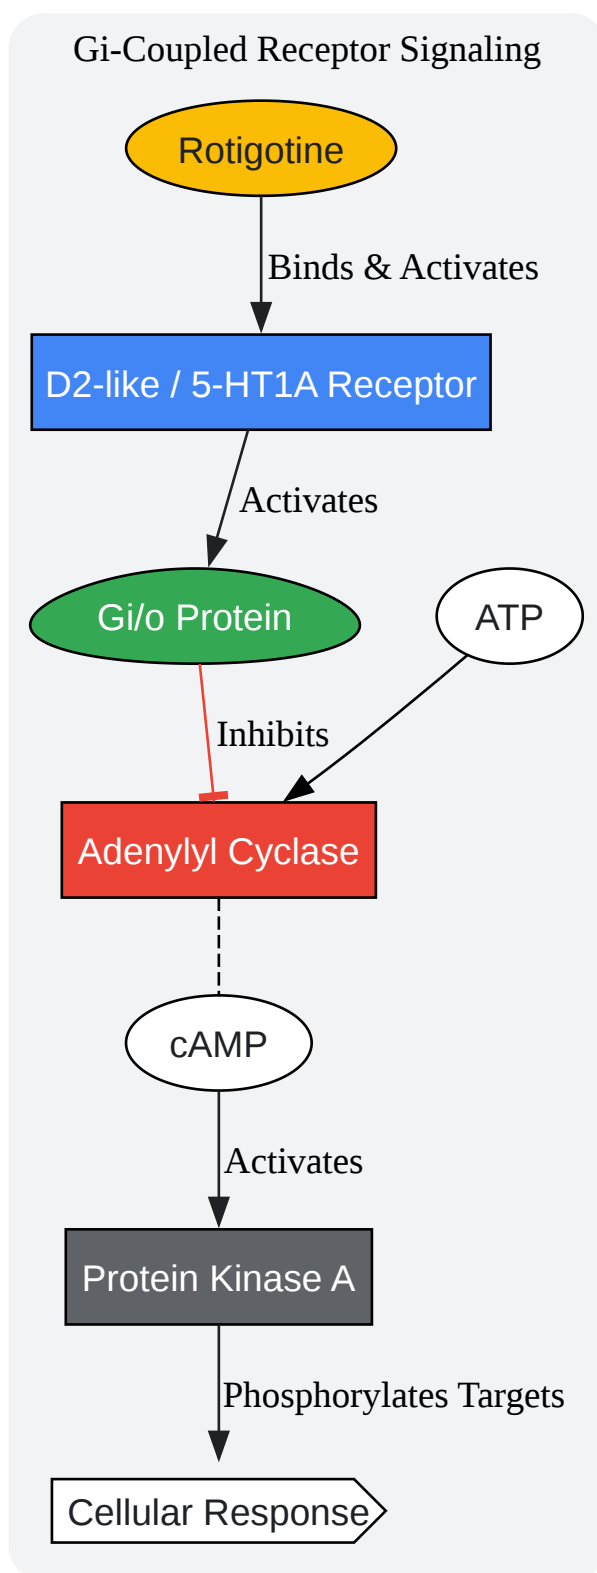 Gi-Coupled Receptor Signaling
Rotigotine
Binds & Activates
D2-like / 5-HT1A Receptor
Activates
Gi/o Protein
ATP
Inhibits
Adenylyl Cyclase
cAMP
Activates
Protein Kinase A
Phosphorylates Targets
Cellular Response